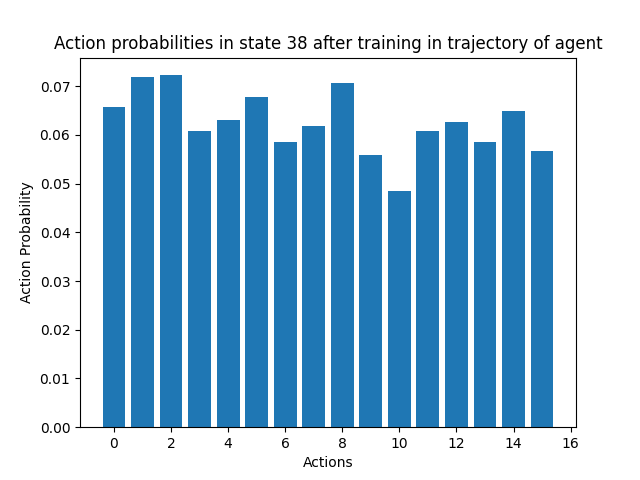 Action probabilities in state 38 after training in trajectory of agent
Action Probability
0.07
0.06
0.05
0.04
0.03
0.02
0.01
0.00
0 2 4 6 8 10 12 14 16
Actions